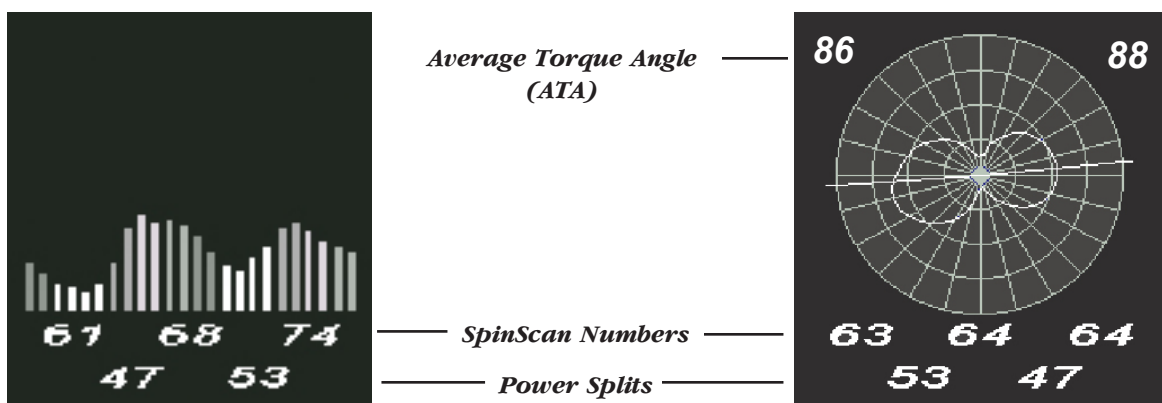 86 88
Average Torque Angle
(ATA)
61 68 74
SpinScan Numbers
63 64 64
47 53
Power Splits
53 47